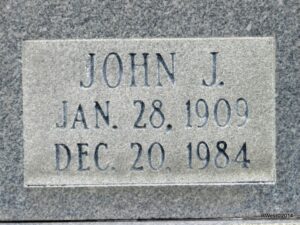 JOHN J.
JAN. 28, 1909
DEC. 20, 1984